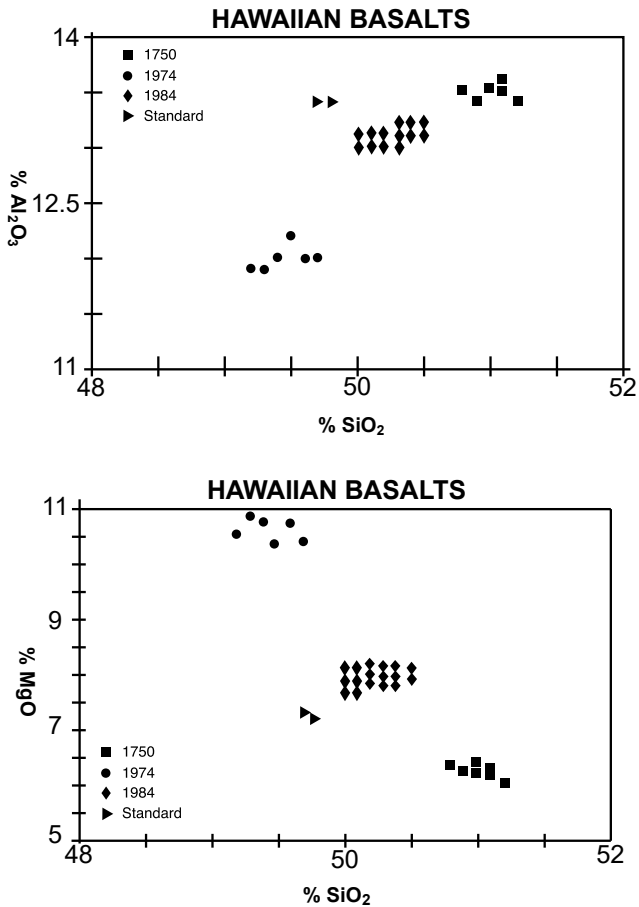 HAWAIIAN BASALTS
14
1750
1974
1984
Standard
% Al₂O₃
12.5
11
48
50
52
% SiO₂
HAWAIIAN BASALTS
11
9
% MgO
7
1750
1974
1984
Standard
5
48
50
52
% SiO₂